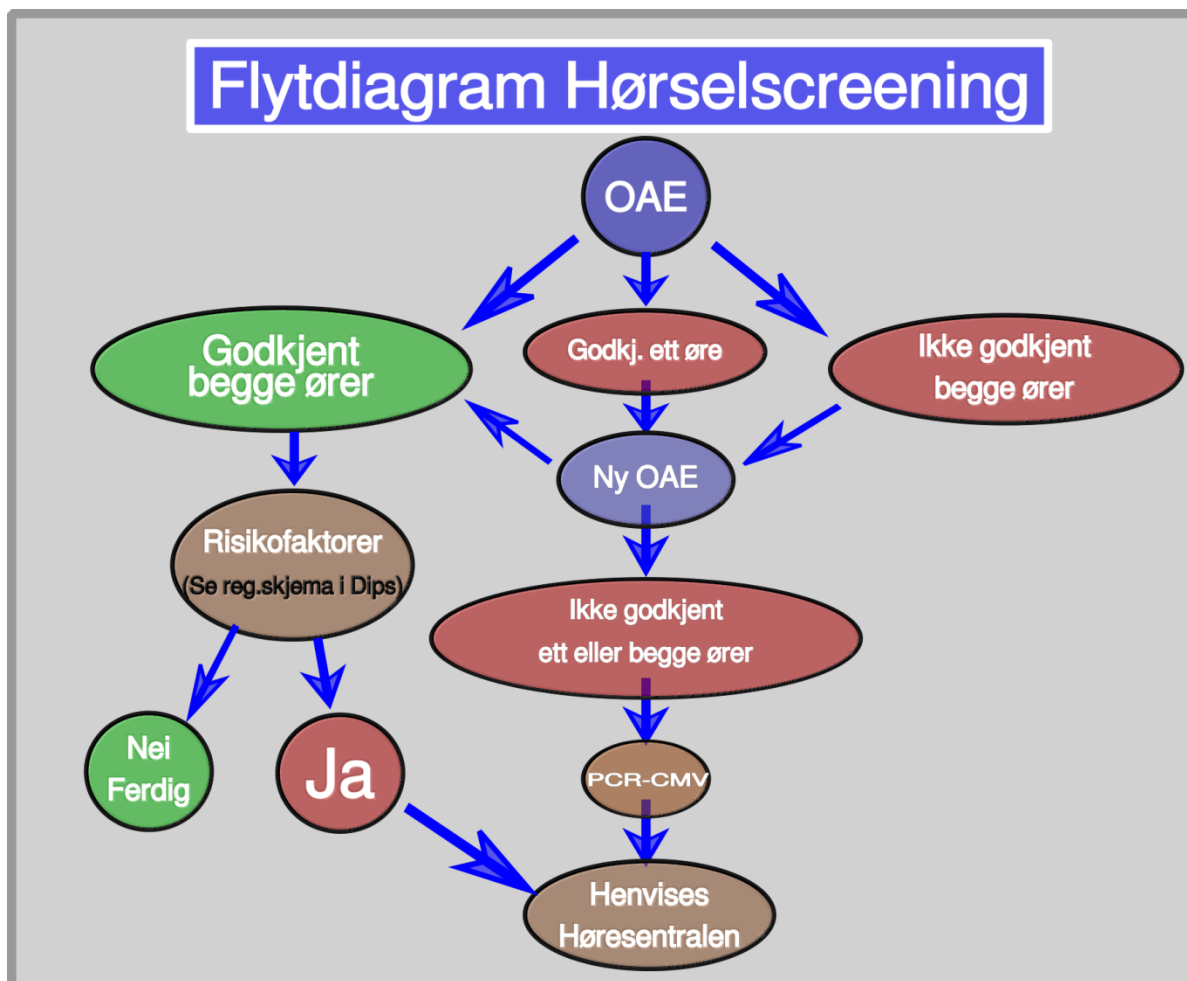 Flytdiagram Hørselscreening
OAE
Godkjent
begge ører
Godkj. ett øre
Ikke godkjent
begge ører
Ny OAE
Risikofaktorer
(Se reg.skjema i Dips)
Ikke godkjent
ett eller begge ører
Nei
Ferdig
Ja
PCR-CMV
Henvises
Høresentralen